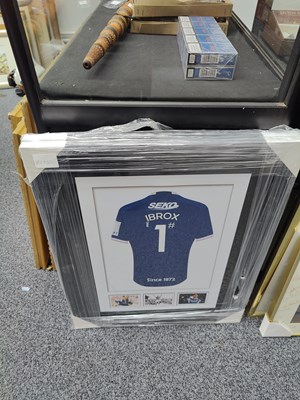 SEKO
IBROX
1#
Since 1873